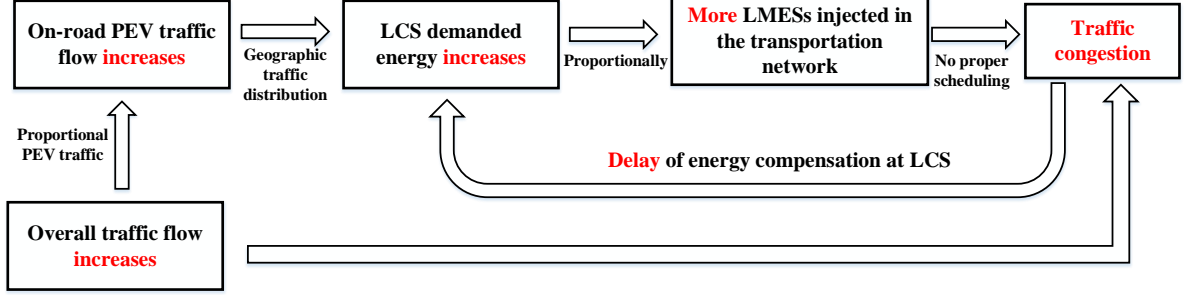 On-road PEV traffic
flow increases
Geographic
traffic
distribution
LCS demanded
energy increases
Proportionally
More LMESs injected in
the transportation
network
No proper
scheduling
Traffic
congestion
Proportional
PEV traffic
Delay of energy compensation at LCS
Overall traffic flow
increases